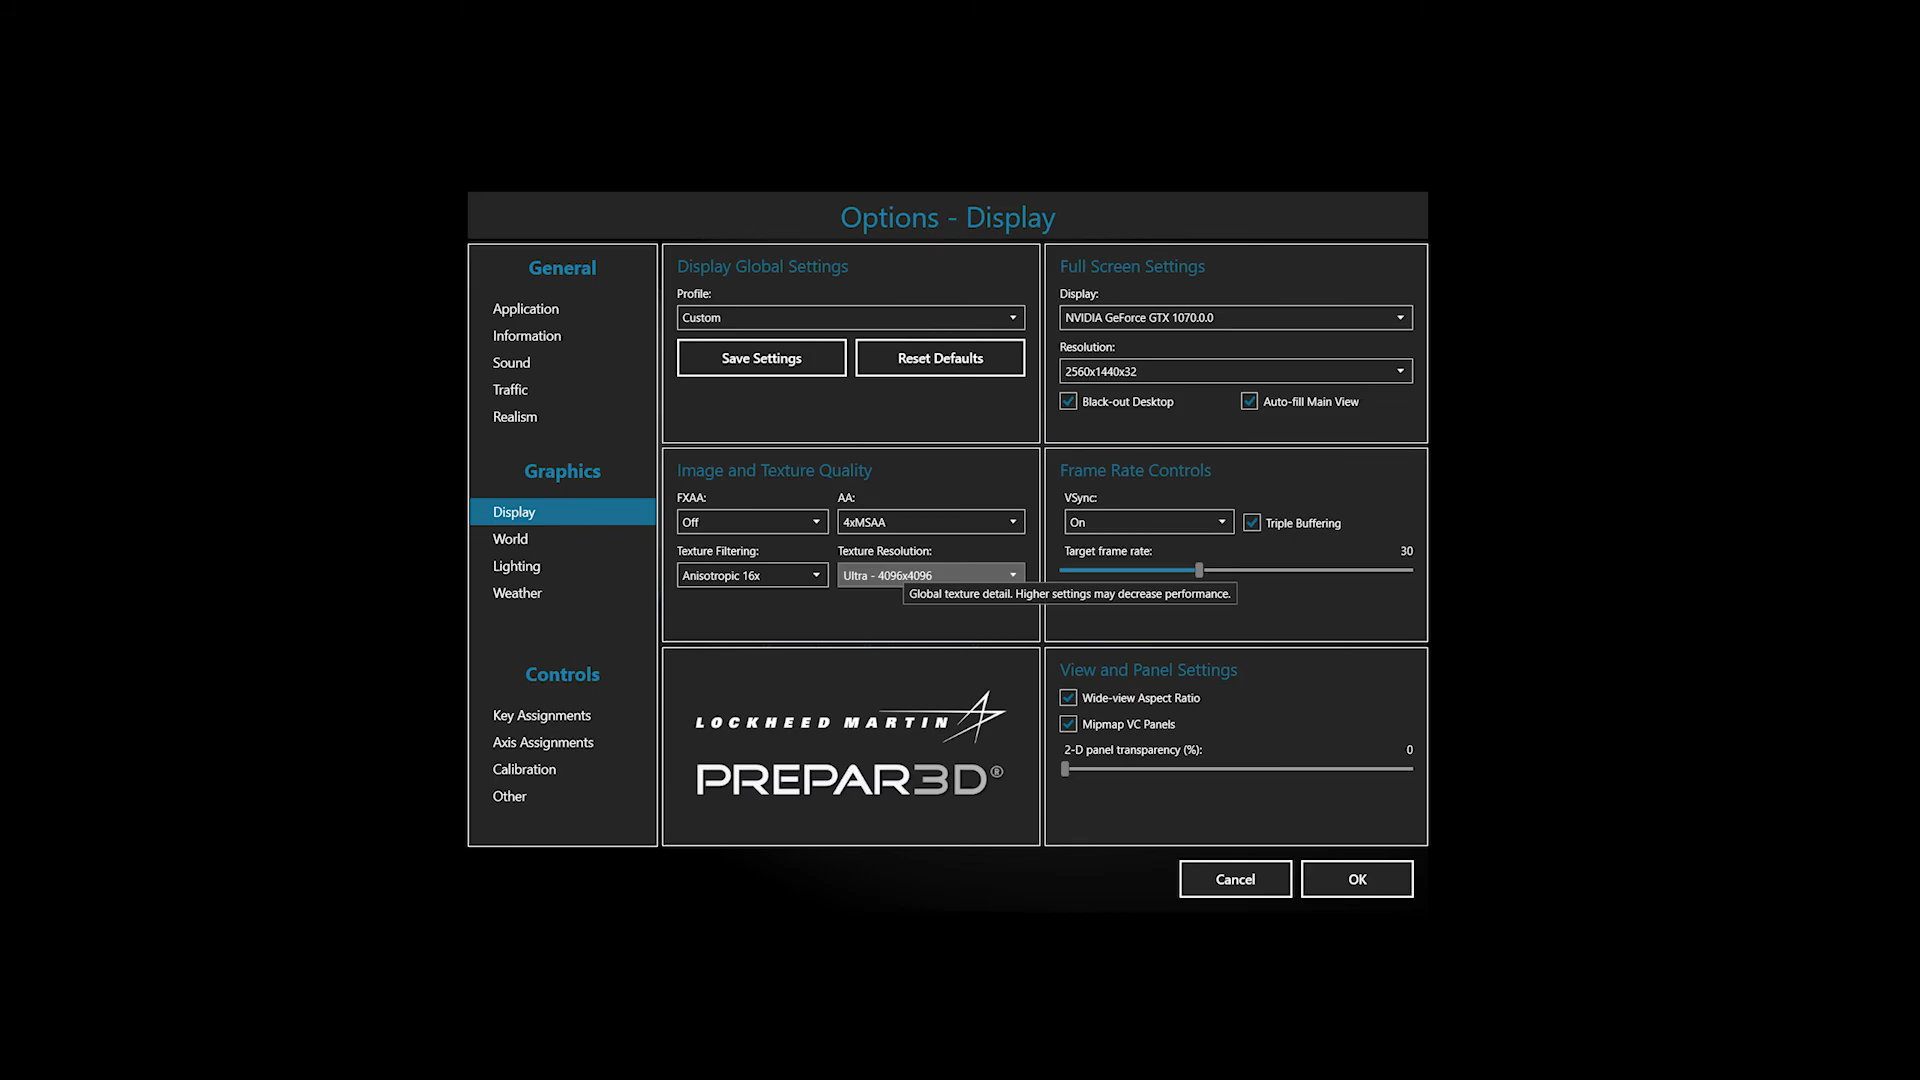 Options - Display
General
Application
Information
Sound
Traffic
Realism
Graphics
Display
World
Lighting
Weather
Controls
Key Assignments
Axis Assignments
Calibration
Other
Display Global Settings
Profile:
Custom
Save Settings
Reset Defaults
Full Screen Settings
Display:
NVIDIA GeForce GTX 1070.0.0
Resolution:
2560x1440x32
Black-out Desktop
Auto-fill Main View
Image and Texture Quality
FXAA:
AA:
Off
4xMSAA
Texture Filtering:
Texture Resolution:
Anisotropic 16x
Ultra - 4096x4096
Global texture detail. Higher settings may decrease performance.
Frame Rate Controls
VSync:
On
Triple Buffering
Target frame rate:
30
LOCKHEED MARTIN
PREPAR3D®
View and Panel Settings
Wide-view Aspect Ratio
Mipmap VC Panels
2-D panel transparency (%):
0
Cancel
OK